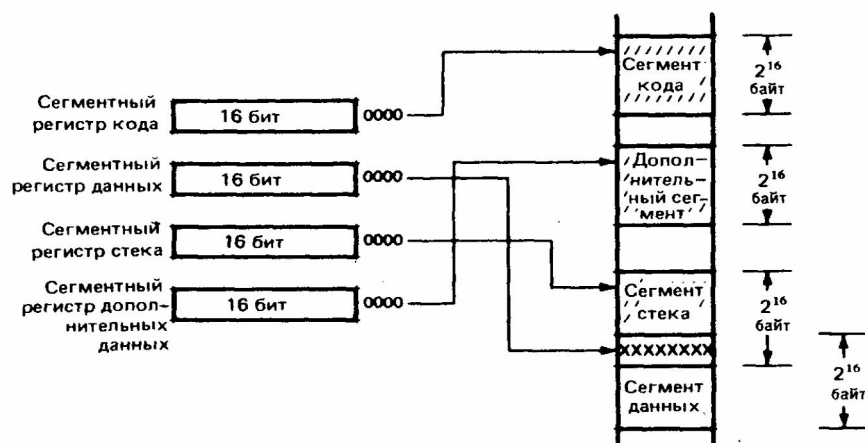 Сегментный
регистр кода
16 бит
0000
Сегментный
регистр данных
16 бит
0000
Сегментный
регистр стека
16 бит
0000
Сегментный
регистр допол-
нительных
данных
16 бит
0000
Сегмент
кода
2¹⁶
байт
Допол-
нитель-
ный сег-
мент
2¹⁶
байт
Сегмент
стека
2¹⁶
байт
XXXXXXXX
Сегмент
данных
2¹⁶
байт